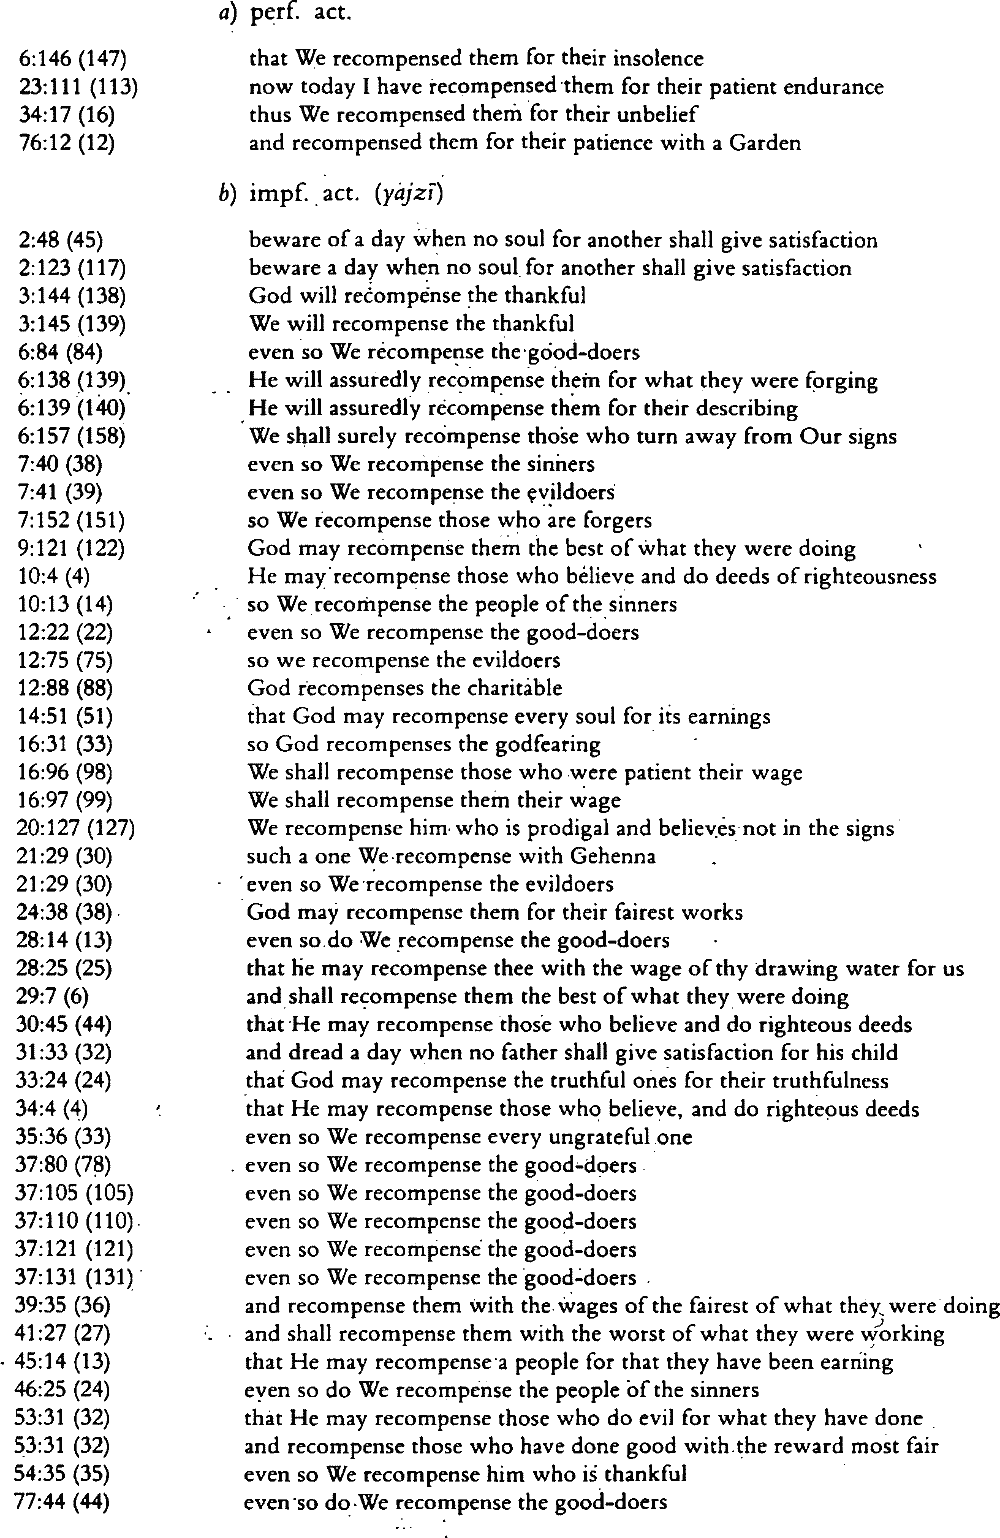 a) perf. act.
6:146 (147) that We recompensed them for their insolence
23:111 (113) now today I have recompensed them for their patient endurance
34:17 (16) thus We recompensed them for their unbelief
76:12 (12) and recompensed them for their patience with a Garden
b) impf. act. (yajzī)
2:48 (45) beware of a day when no soul for another shall give satisfaction
2:123 (117) beware a day when no soul for another shall give satisfaction
3:144 (138) God will recompense the thankful
3:145 (139) We will recompense the thankful
6:84 (84) even so We recompense the good-doers
6:138 (139) He will assuredly recompense them for what they were forging
6:139 (140) He will assuredly recompense them for their describing
6:157 (158) We shall surely recompense those who turn away from Our signs
7:40 (38) even so We recompense the sinners
7:41 (39) even so We recompense the evildoers
7:152 (151) so We recompense those who are forgers
9:121 (122) God may recompense them the best of what they were doing
10:4 (4) He may recompense those who believe and do deeds of righteousness
10:13 (14) so We recompense the people of the sinners
12:22 (22) even so We recompense the good-doers
12:75 (75) so we recompense the evildoers
12:88 (88) God recompenses the charitable
14:51 (51) that God may recompense every soul for its earnings
16:31 (33) so God recompenses the godfearing
16:96 (98) We shall recompense those who were patient their wage
16:97 (99) We shall recompense them their wage
20:127 (127) We recompense him who is prodigal and believes not in the signs
21:29 (30) such a one We recompense with Gehenna
21:29 (30) even so We recompense the evildoers
24:38 (38) God may recompense them for their fairest works
28:14 (13) even so do We recompense the good-doers
28:25 (25) that he may recompense thee with the wage of thy drawing water for us
29:7 (6) and shall recompense them the best of what they were doing
30:45 (44) that He may recompense those who believe and do righteous deeds
31:33 (32) and dread a day when no father shall give satisfaction for his child
33:24 (24) that God may recompense the truthful ones for their truthfulness
34:4 (4) that He may recompense those who believe, and do righteous deeds
35:36 (33) even so We recompense every ungrateful one
37:80 (78) even so We recompense the good-doers
37:105 (105) even so We recompense the good-doers
37:110 (110) even so We recompense the good-doers
37:121 (121) even so We recompense the good-doers
37:131 (131) even so We recompense the good-doers
39:35 (36) and recompense them with the wages of the fairest of what they were doing
41:27 (27) and shall recompense them with the worst of what they were working
45:14 (13) that He may recompense a people for that they have been earning
46:25 (24) even so do We recompense the people of the sinners
53:31 (32) that He may recompense those who do evil for what they have done
53:31 (32) and recompense those who have done good with the reward most fair
54:35 (35) even so We recompense him who is thankful
77:44 (44) even so do We recompense the good-doers